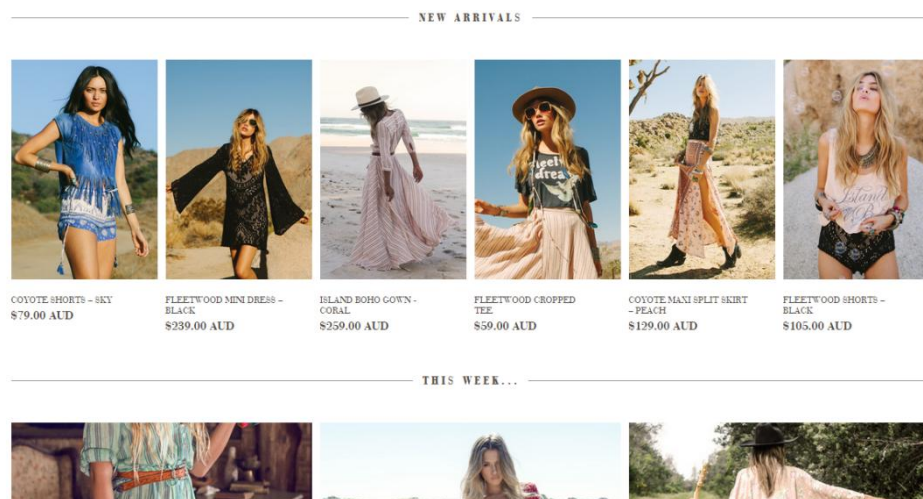 NEW ARRIVALS
COYOTE SHORTS – SKY
$79.00 AUD
FLEETWOOD MINI DRESS –
BLACK
$239.00 AUD
ISLAND BOHO GOWN -
CORAL
$259.00 AUD
FLEETWOOD CROPPED
TEE
$59.00 AUD
COYOTE MAXI SPLIT SKIRT
– PEACH
$129.00 AUD
FLEETWOOD SHORTS –
BLACK
$105.00 AUD
THIS WEEK...